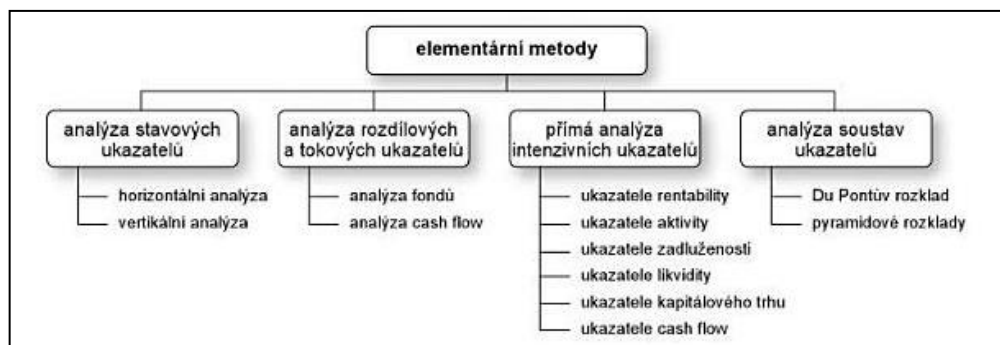 elementární metody
analýza stavových
ukazatelů
horizontální analýza
vertikální analýza
analýza rozdílových
a tokových ukazatelů
analýza fondů
analýza cash flow
přímá analýza
intenzivních ukazatelů
ukazatele rentability
ukazatele aktivity
ukazatele zadluženosti
ukazatele likvidity
ukazatele kapitálového trhu
ukazatele cash flow
analýza soustav
ukazatelů
Du Pontův rozklad
pyramidové rozklady